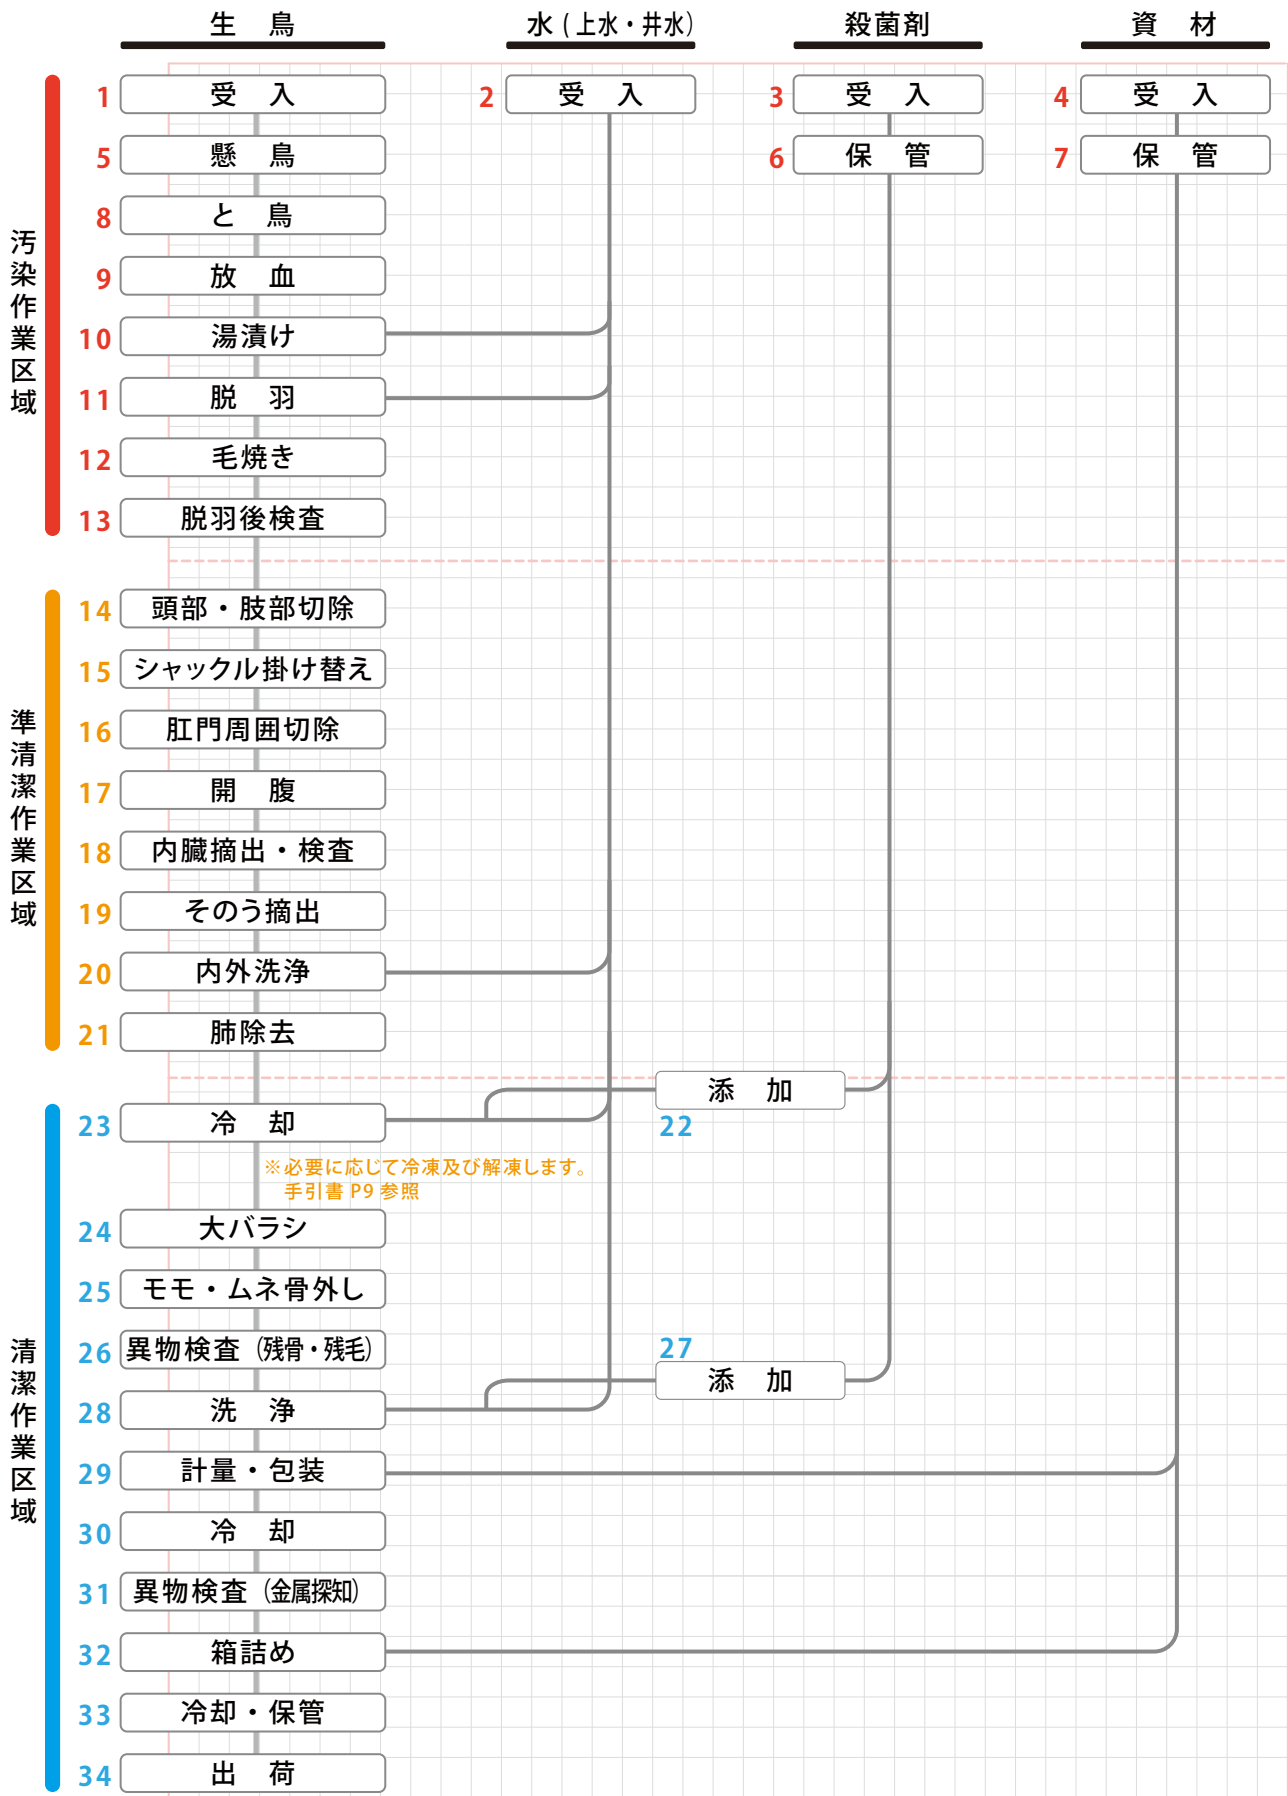 生　鳥
水(上水・井水)
殺菌剤
資　材
汚染作業区域
1 受　入
2 受　入
3 受　入
4 受　入
5 懸　鳥
6 保　管
7 保　管
8 と　鳥
9 放　血
10 湯漬け
11 脱　羽
12 毛焼き
13 脱羽後検査
準清潔作業区域
14 頭部・肢部切除
15 シャックル掛け替え
16 肛門周囲切除
17 開　腹
18 内臓摘出・検査
19 そのう摘出
20 内外洗浄
21 肺除去
添　加
22
清潔作業区域
23 冷　却
※必要に応じて冷凍及び解凍します。
手引書 P9 参照
24 大バラシ
25 モモ・ムネ骨外し
26 異物検査（残骨・残毛）
27
添　加
28 洗　浄
29 計量・包装
30 冷　却
31 異物検査（金属探知）
32 箱詰め
33 冷却・保管
34 出　荷